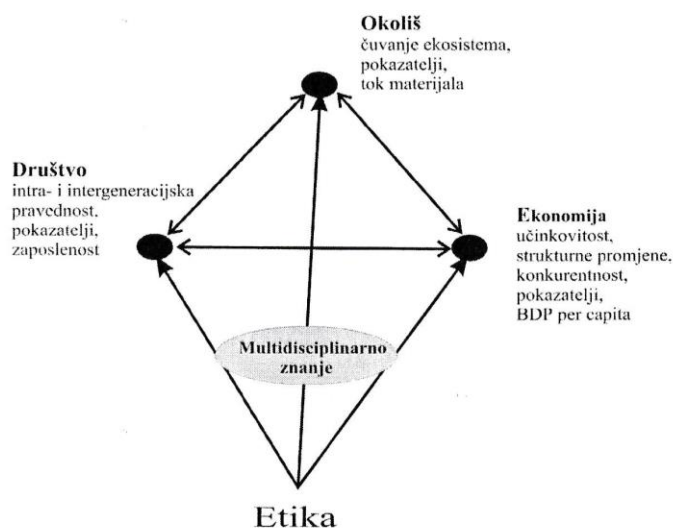 Okoliš
čuvanje ekosistema,
pokazatelji,
tok materijala
Društvo
intra- i intergeneracijska
pravednost,
pokazatelji,
zaposlenost
Ekonomija
učinkovitost,
strukturne promjene,
konkurentnost,
pokazatelji,
BDP per capita
Multidisciplinarno
znanje
Etika